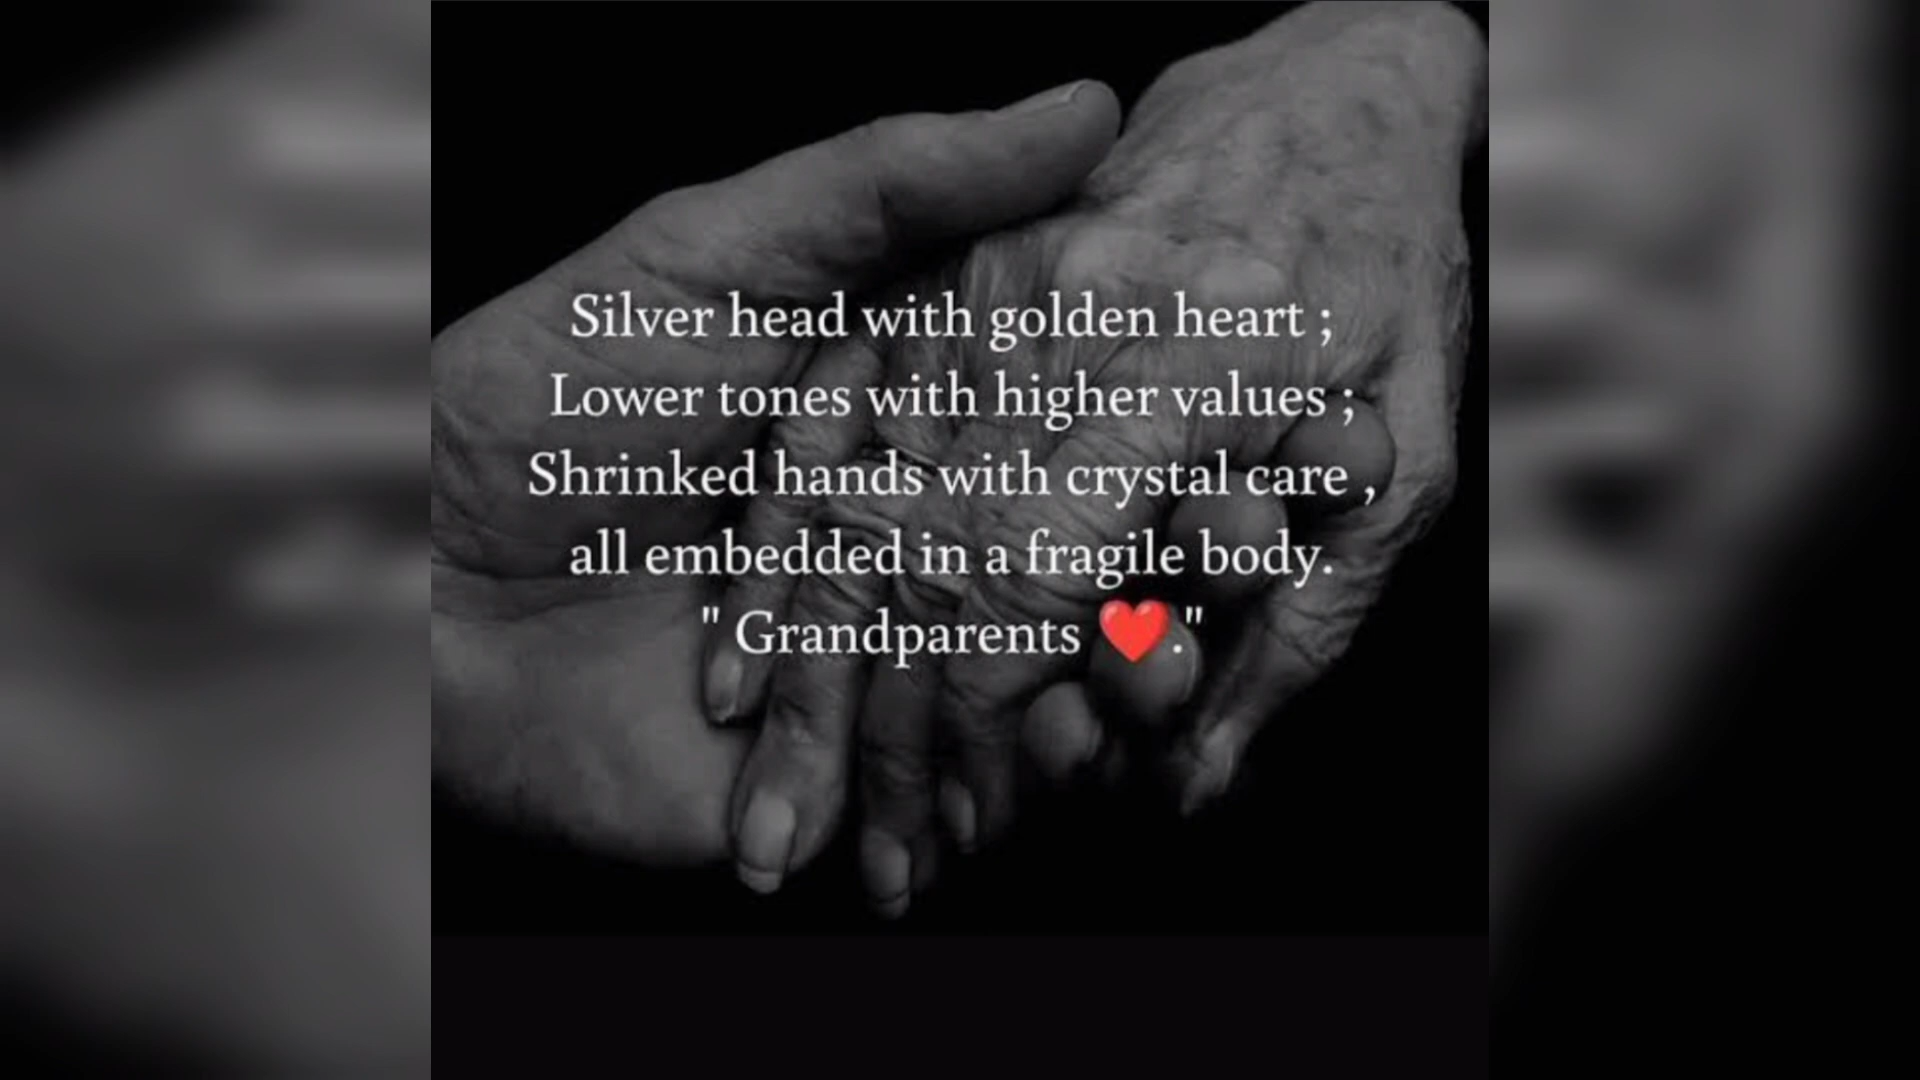 Silver head with golden heart ;
Lower tones with higher values ;
Shrinked hands with crystal care ,
all embedded in a fragile body.
" Grandparents ❤️."